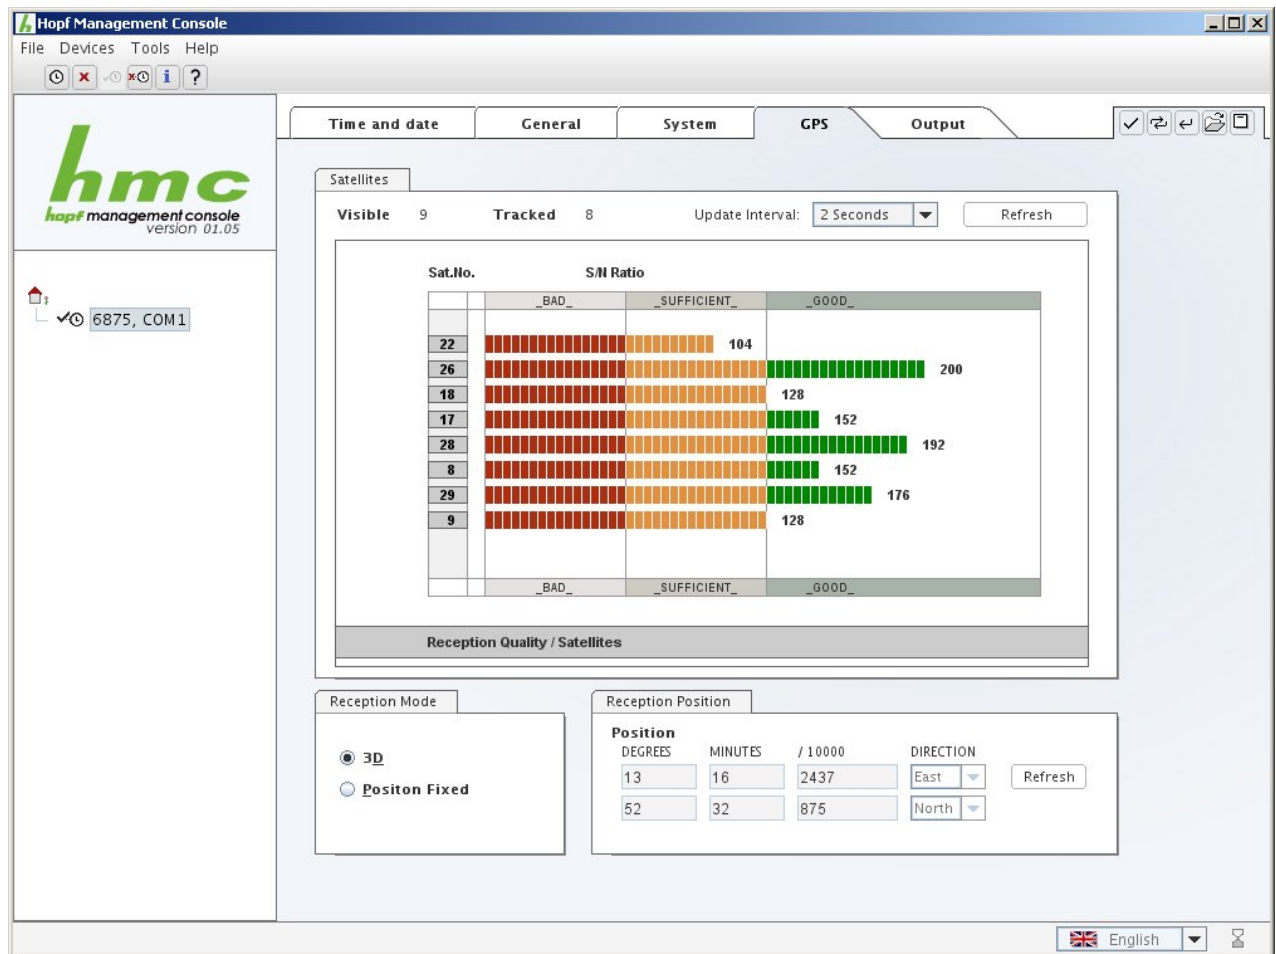 Hopf Management Console
File Devices Tools Help
Time and date General System GPS Output
hmc
hopf management console
version 01.05
6875, COM1
Satellites
Visible 9 Tracked 8 Update Interval: 2 Seconds Refresh
Sat.No. S/N Ratio
_BAD_ _SUFFICIENT_ _GOOD_
22 104
26 200
18 128
17 152
28 192
8 152
29 176
9 128
_BAD_ _SUFFICIENT_ _GOOD_
Reception Quality / Satellites
Reception Mode
3D
Positon Fixed
Reception Position
Position
DEGREES MINUTES / 10000 DIRECTION
13 16 2437 East Refresh
52 32 875 North
English